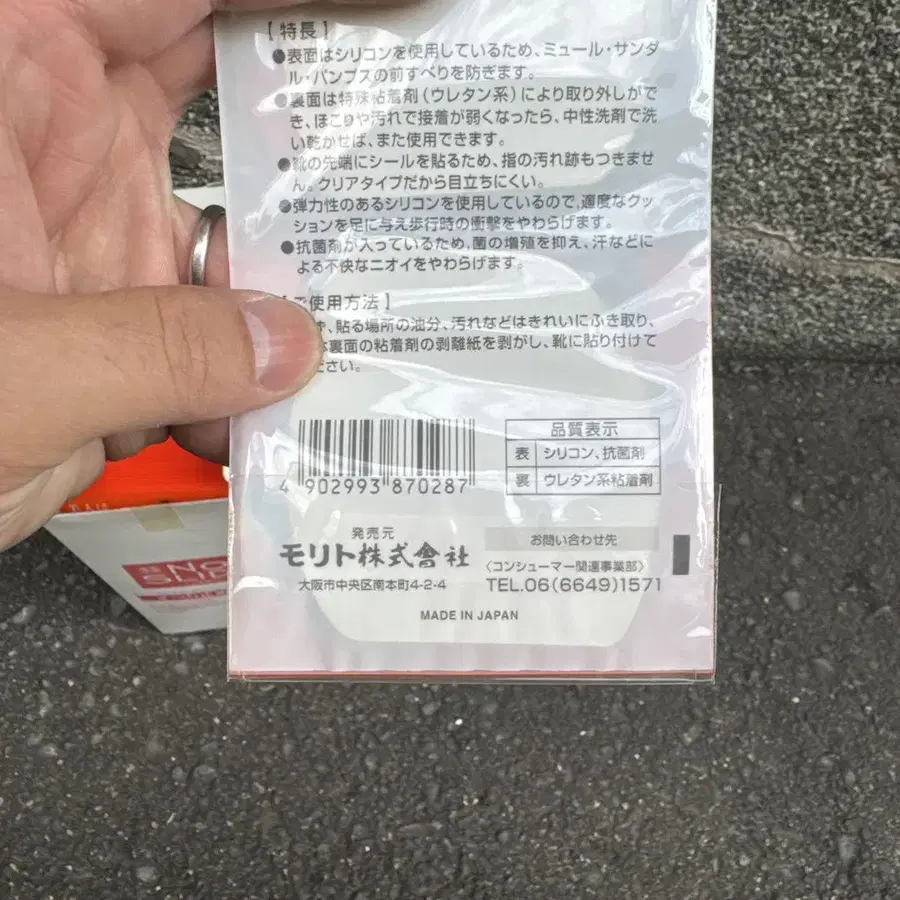 【特長】
●表面はシリコンを使用しているため、ミュール・サンダ
ル・パンプスの前すべりを防ぎます。
●裏面は特殊粘着剤(ウレタン系)により取り外しがで
き、ほこりや汚れで接着が弱くなったら、中性洗剤で洗
い乾かせば、また使用できます。
●靴の先端にシールを貼るため、指の汚れ跡もつきませ
ん。クリアタイプだから目立ちにくい。
●弾力性のあるシリコンを使用しているので、適度なクッ
ションを足に与え歩行時の衝撃をやわらげます。
●抗菌剤が入っているため、菌の増殖を抑え、汗などに
よる不快なニオイをやわらげます。
【ご使用方法】
、貼る場所の油分、汚れなどはきれいにふき取り、
裏面の粘着剤の剥離紙を剥がし、靴に貼り付けて
ださい。
4 902993 870287
品質表示
表 シリコン、抗菌剤
裏 ウレタン系粘着剤
発売元
モリト株式會社
大阪市中央区南本町4-2-4
お問い合わせ先
〈コンシューマー関連事業部〉
TEL.06(6649)1571
MADE IN JAPAN